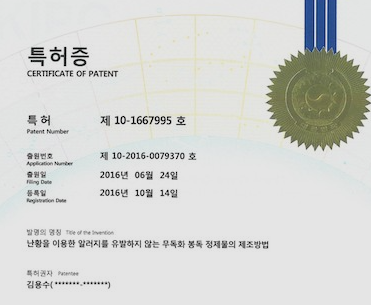 특허증
CERTIFICATE OF PATENT
특 허 제 10-1667995 호
Patent Number
출원번호 제 10-2016-0079370 호
Application Number
출원일 2016년 06월 24일
Filing Date
등록일 2016년 10월 14일
Registration Date
발명의 명칭 Title of the Invention
난황을 이용한 알러지를 유발하지 않는 무독화 봉독 정제물의 제조방법
특허권자 Patentee
김용수(*******-*******)